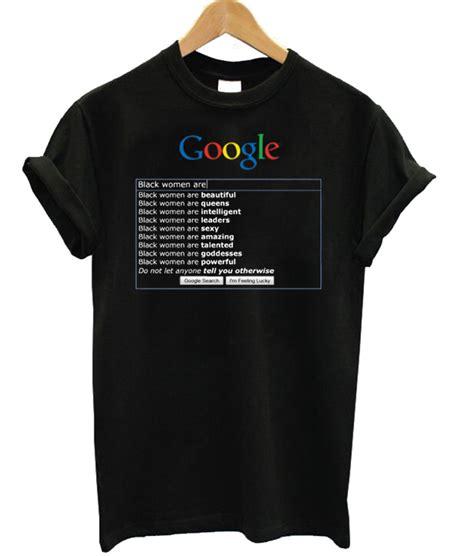 Google
Black women are
Black women are beautiful
Black women are queens
Black women are intelligent
Black women are leaders
Black women are sexy
Black women are amazing
Black women are talented
Black women are goddesses
Black women are powerful
Do not let anyone tell you otherwise
Google Search I'm Feeling Lucky